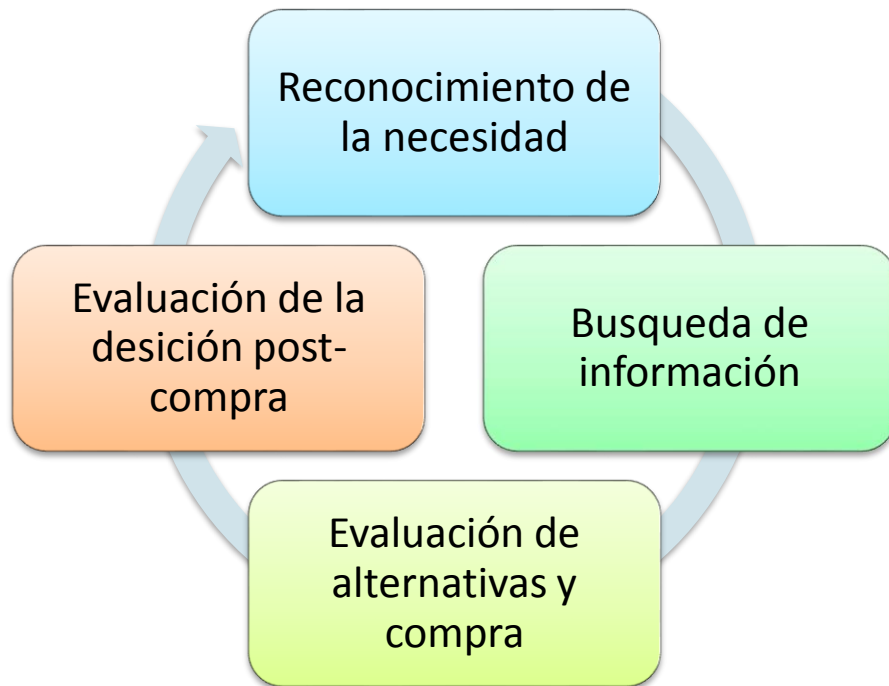 Reconocimiento de
la necesidad
Busqueda de
información
Evaluación de
alternativas y
compra
Evaluación de la
desición post-
compra